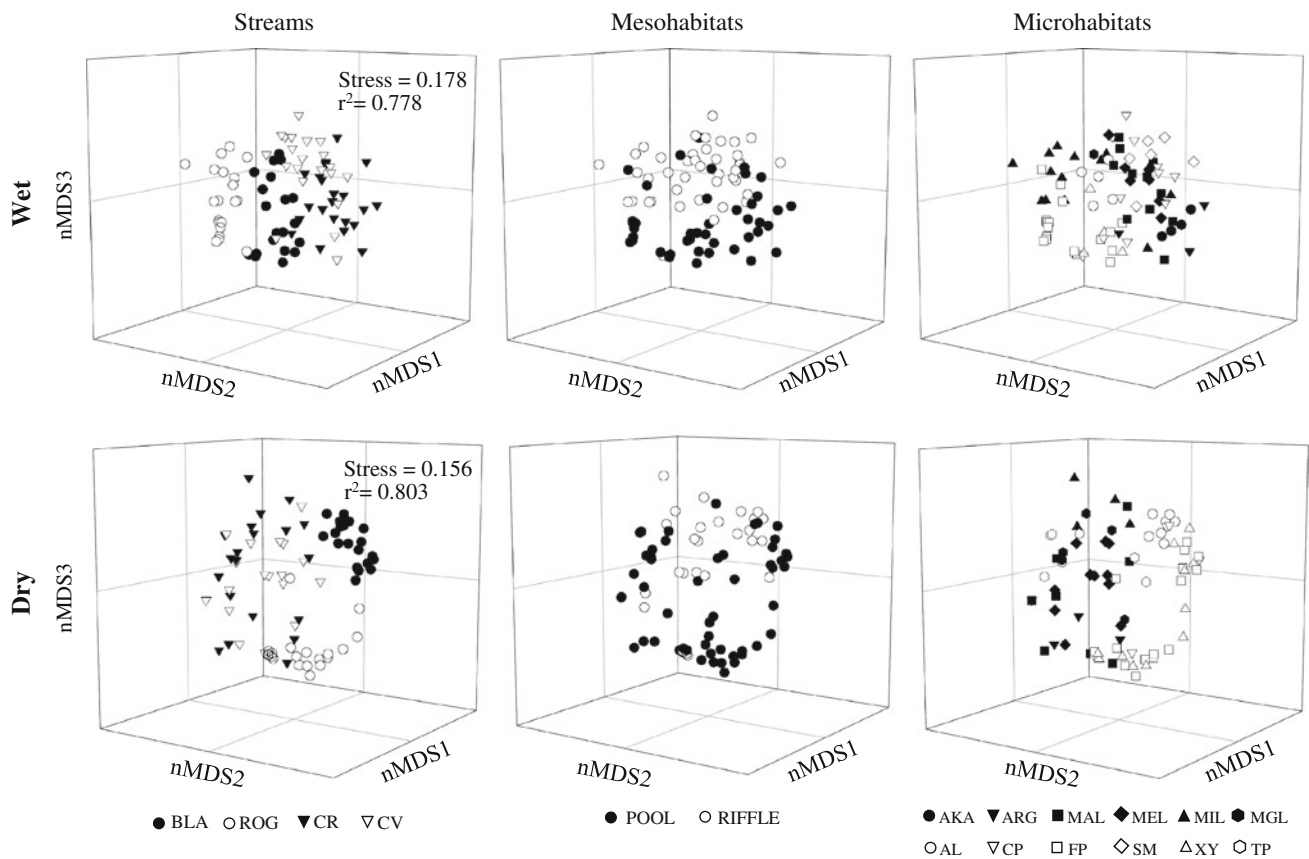 Streams Mesohabitats Microhabitats
Stress = 0.178
r²= 0.778
Wet
nMDS3
nMDS2 nMDS1 nMDS2 nMDS1 nMDS2 nMDS1
Stress = 0.156
r²= 0.803
Dry
nMDS3
nMDS2 nMDS1 nMDS2 nMDS1 nMDS2 nMDS1
BLA ROG CR CV POOL RIFFLE AKA ARG MAL MEL MIL MGL
AL CP FP SM XY TP